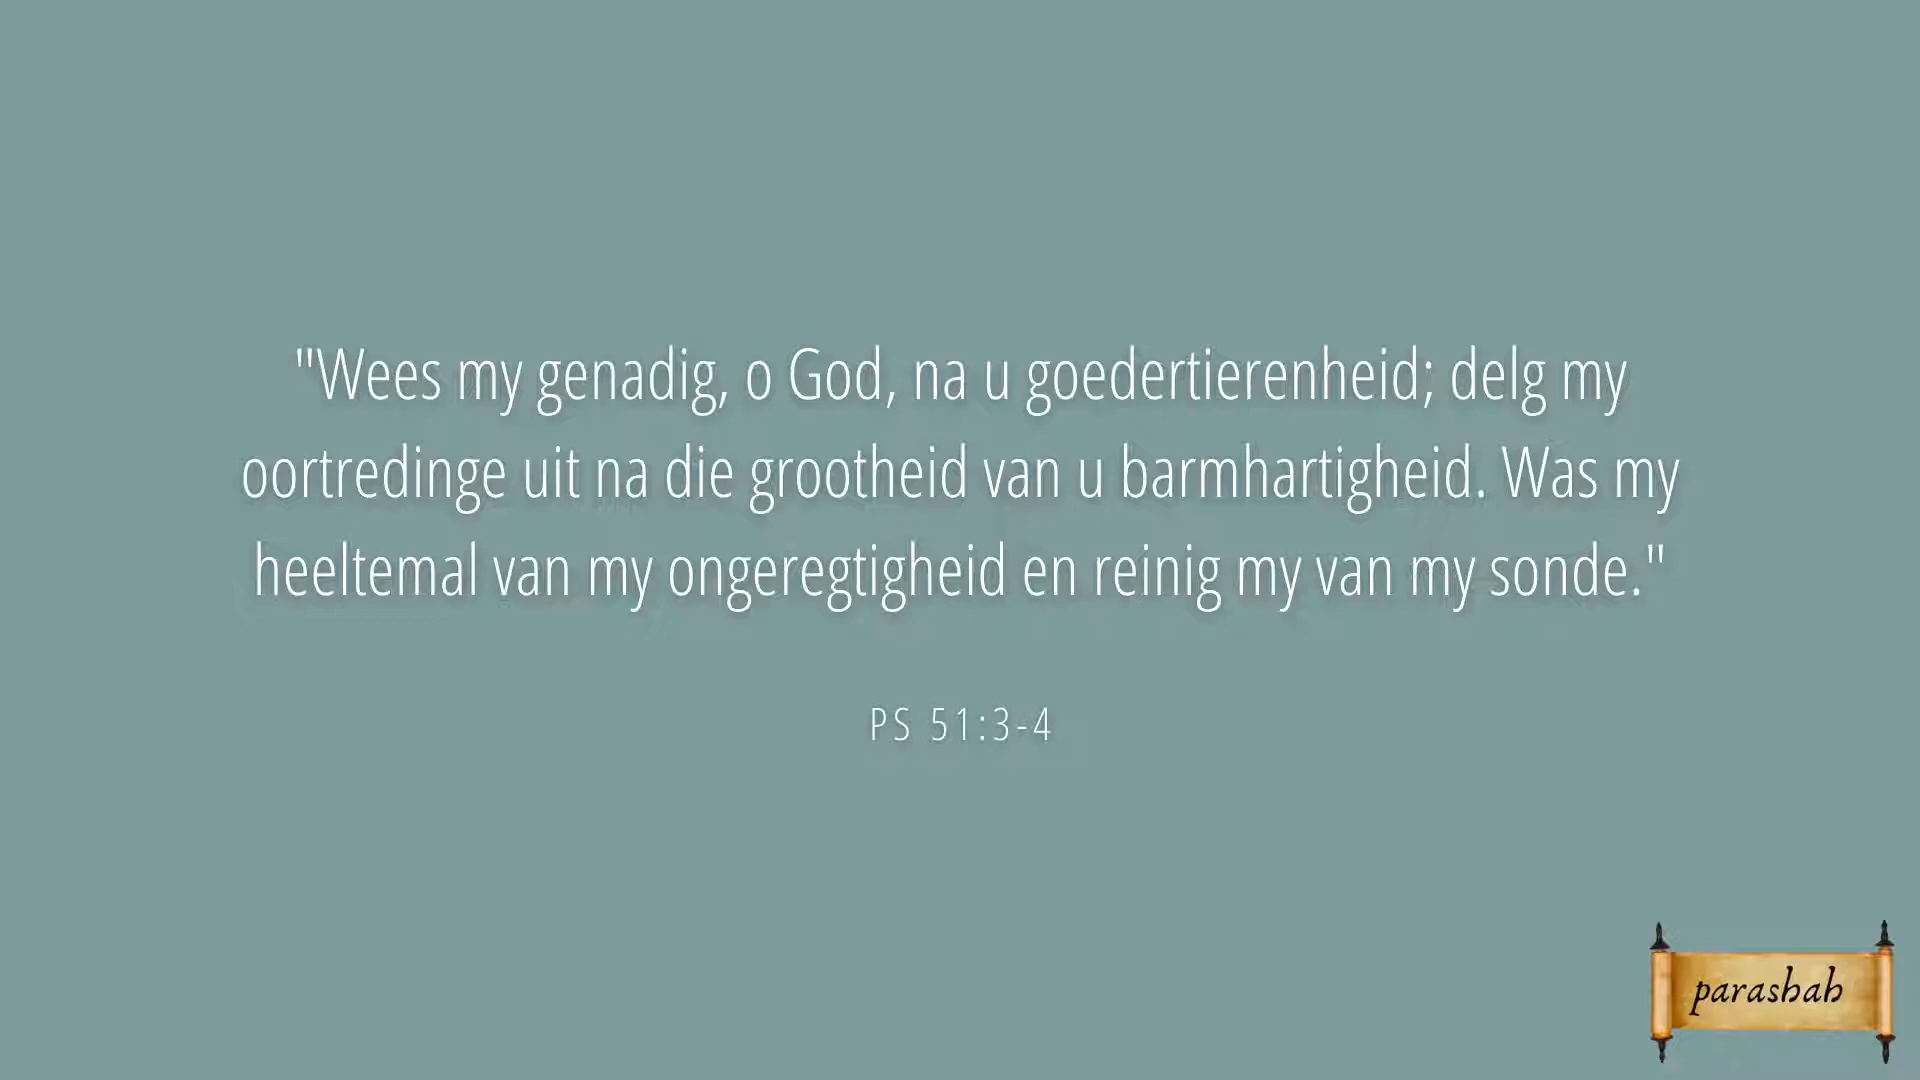 "Wees my genadig, o God, na u goedertierenheid; delg my
oortredinge uit na die grootheid van u barmhartigheid. Was my
heeltemal van my ongeregtigheid en reinig my van my sonde."
PS 51:3-4
parashah